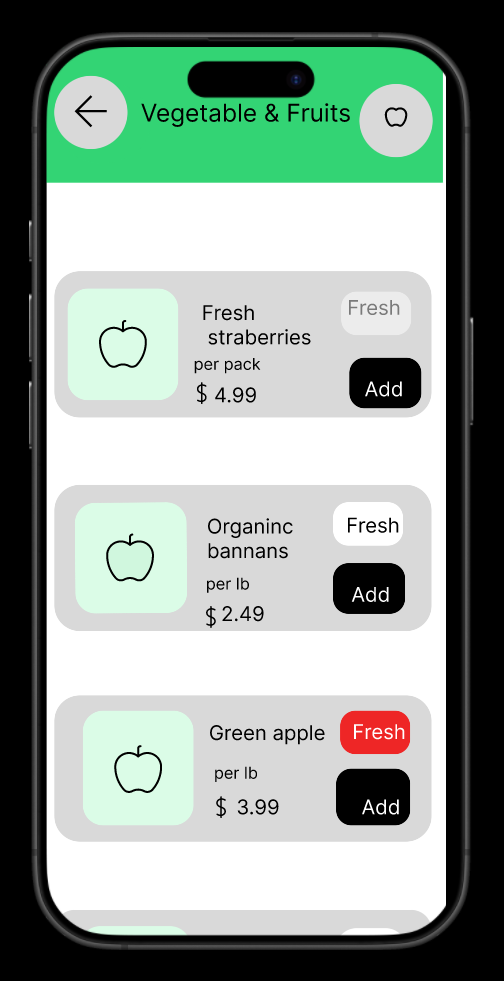 Vegetable & Fruits
Fresh
straberries
per pack
$ 4.99
Fresh
Add
Organinc
bannans
per lb
$ 2.49
Fresh
Add
Green apple
per lb
$ 3.99
Fresh
Add